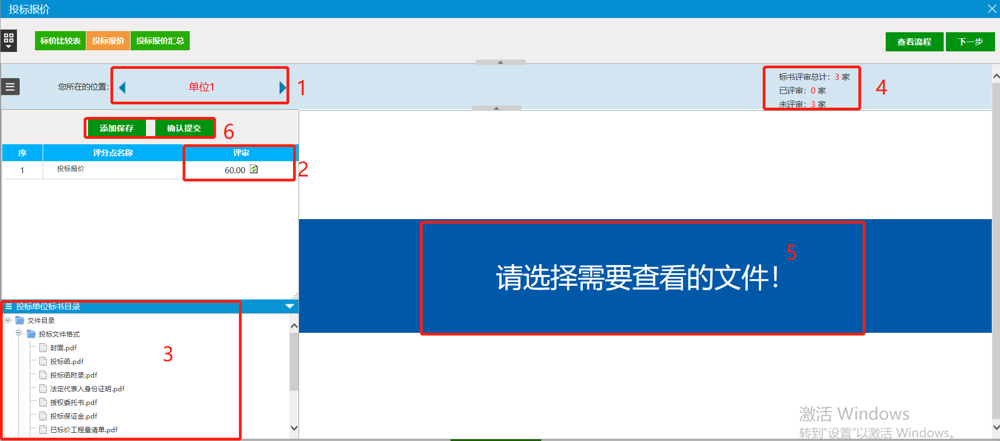 投标报价
标价比较表 投标报价 投标报价汇总 查看流程 下一步
您所在的位置： 单位1 1
标书评审总计：3 家
已评审：0 家
未评审：3 家
4
添加保存 确认提交 6
序 评分点名称 评审
1 投标报价 60.00 2
5
请选择需要查看的文件！
投标单位标书目录
文件目录
投标文件格式
封面.pdf
3
投标函.pdf
投标函附录.pdf
法定代表人身份证明.pdf
授权委托书.pdf
投标保证金.pdf
已标价工程量清单.pdf
激活 Windows
转到“设置”以激活 Windows。